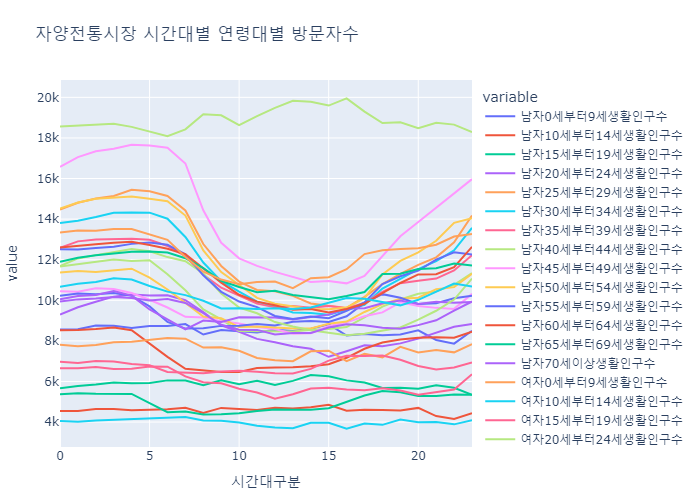 자양전통시장 시간대별 연령대별 방문자수
20k
18k
16k
14k
12k
10k
8k
6k
4k
value
0
5
10
15
20
시간대구분
variable
남자0세부터9세생활인구수
남자10세부터14세생활인구수
남자15세부터19세생활인구수
남자20세부터24세생활인구수
남자25세부터29세생활인구수
남자30세부터34세생활인구수
남자35세부터39세생활인구수
남자40세부터44세생활인구수
남자45세부터49세생활인구수
남자50세부터54세생활인구수
남자55세부터59세생활인구수
남자60세부터64세생활인구수
남자65세부터69세생활인구수
남자70세이상생활인구수
여자0세부터9세생활인구수
여자10세부터14세생활인구수
여자15세부터19세생활인구수
여자20세부터24세생활인구수